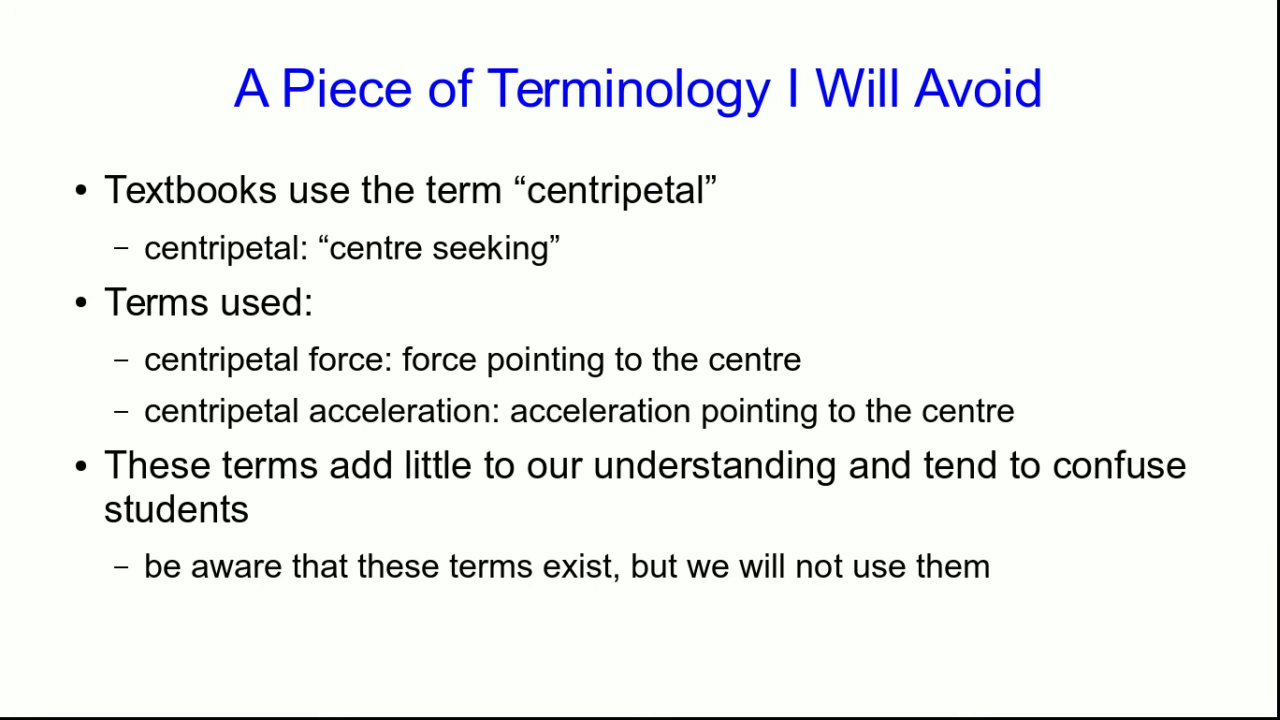 A Piece of Terminology I Will Avoid
• Textbooks use the term “centripetal”
– centripetal: “centre seeking”
• Terms used:
– centripetal force: force pointing to the centre
– centripetal acceleration: acceleration pointing to the centre
• These terms add little to our understanding and tend to confuse
students
– be aware that these terms exist, but we will not use them